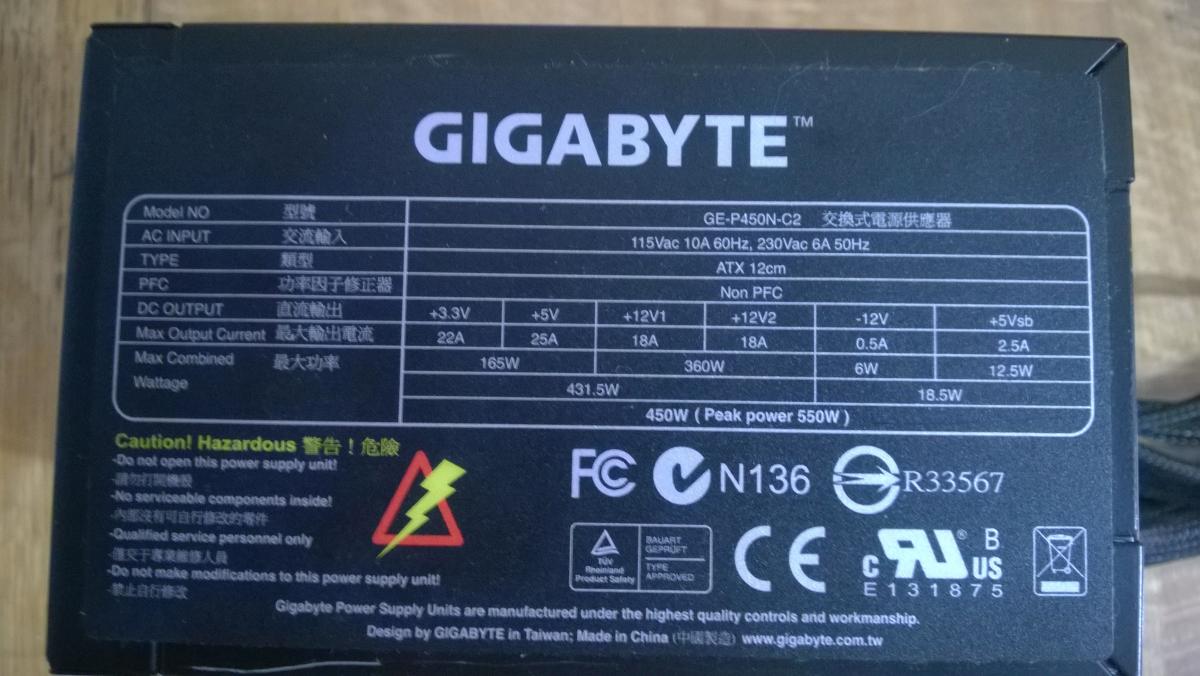 GIGABYTE™
Model NO 型號 GE-P450N-C2 交換式電源供應器
AC INPUT 交流輸入 115Vac 10A 60Hz, 230Vac 6A 50Hz
TYPE 類型 ATX 12cm
PFC 功率因子修正器 Non PFC
DC OUTPUT 直流輸出 +3.3V +5V +12V1 +12V2 -12V +5Vsb
Max Output Current 最大輸出電流 22A 25A 18A 18A 0.5A 2.5A
Max Combined Wattage 最大功率 165W 360W 6W 12.5W
431.5W 18.5W
450W ( Peak power 550W )
Caution! Hazardous 警告！危險
-Do not open this power supply unit!
-請勿打開機殼
-No serviceable components inside!
-內部沒有可自行修改的零件
-Qualified service personnel only
-僅交于專業維修人員
-Do not make modifications to this power supply unit!
-禁止自行修改
FC N136 R33567
TÜV
Rheinland
Product Safety
BAUART
GEPRÜFT
TYPE
APPROVED
CE
c RU ® US B
E131875
Gigabyte Power Supply Units are manufactured under the highest quality controls and workmanship.
Design by GIGABYTE in Taiwan; Made in China (中國製造) www.gigabyte.com.tw